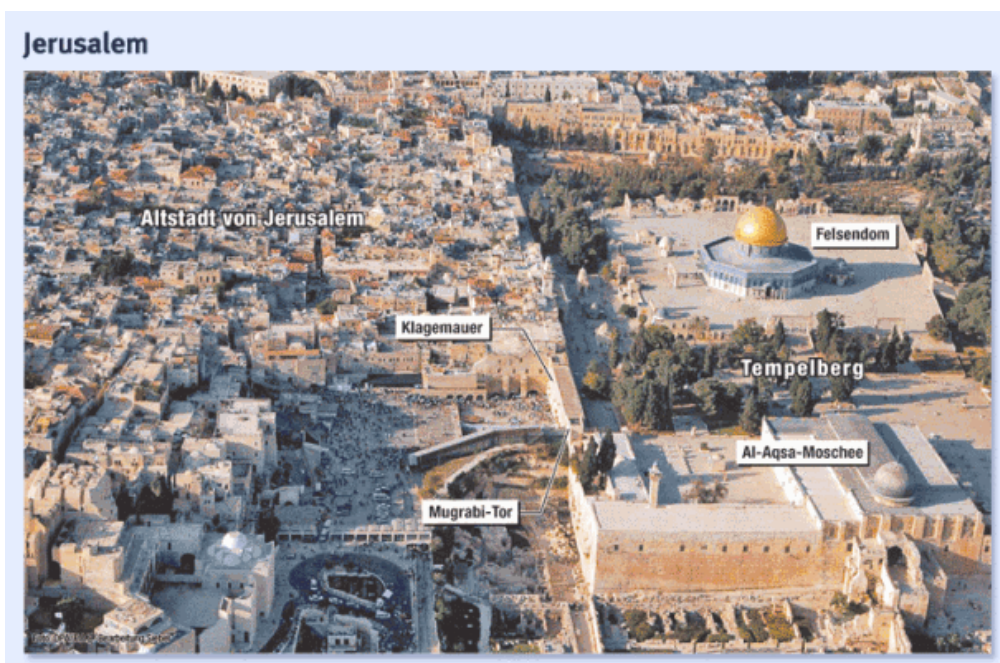 Jerusalem
Altstadt von Jerusalem
Felsendom
Klagemauer
Tempelberg
Al-Aqsa-Moschee
Mugrabi-Tor